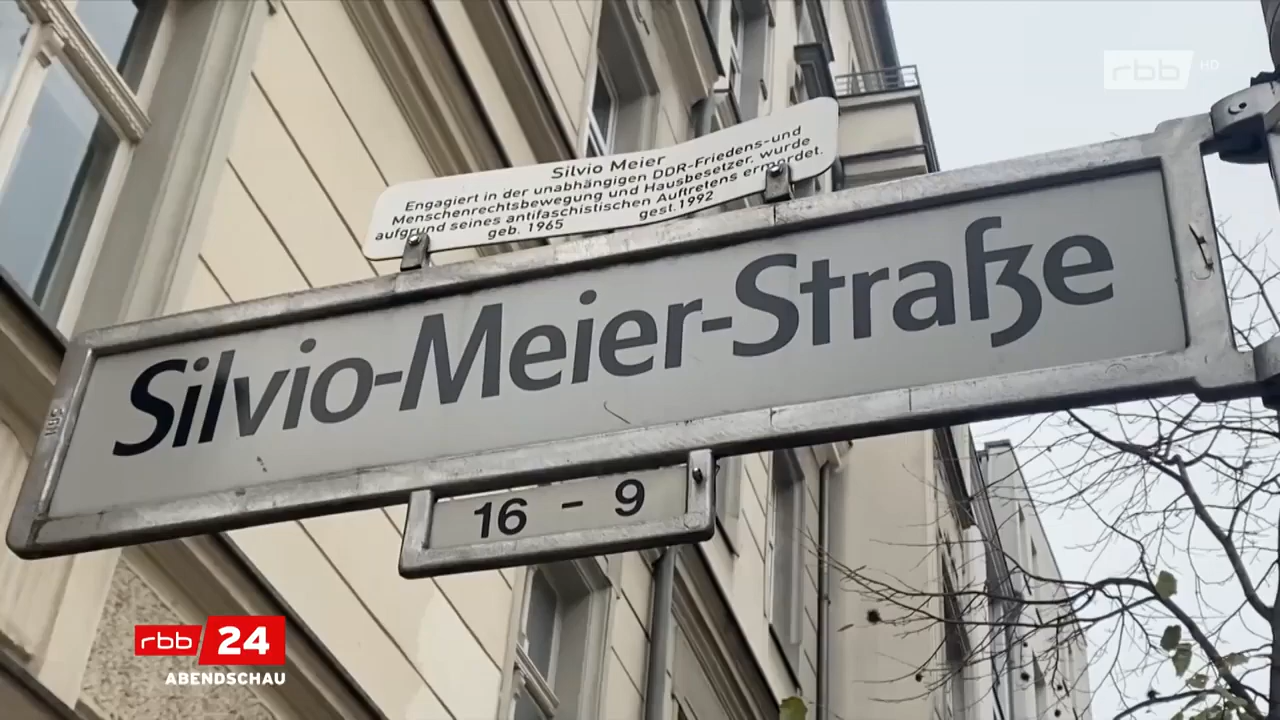 rbb HD
Silvio Meier
Engagiert in der unabhängigen DDR-Friedens-und
Menschenrechtsbewegung und Hausbesetzer. wurde
aufgrund seines antifaschistischen Auftretens ermordet.
geb. 1965 gest.1992
Silvio-Meier-Straße
16 - 9
rbb 24
ABENDSCHAU